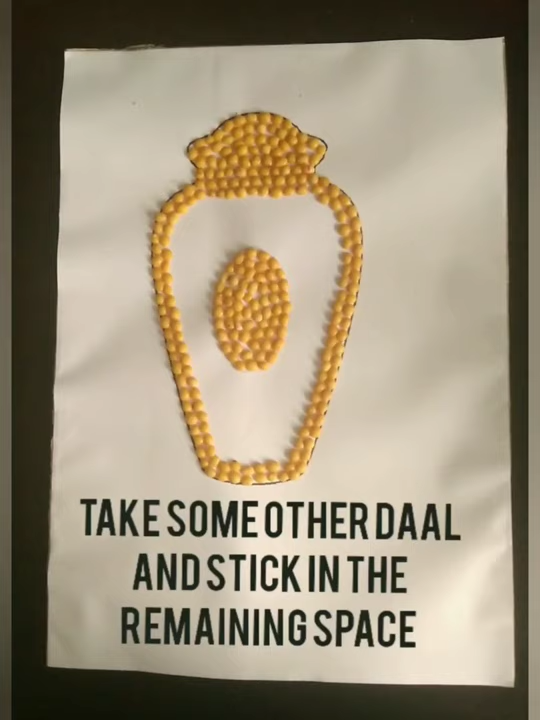 TAKE SOME OTHER DAAL
AND STICK IN THE
REMAINING SPACE